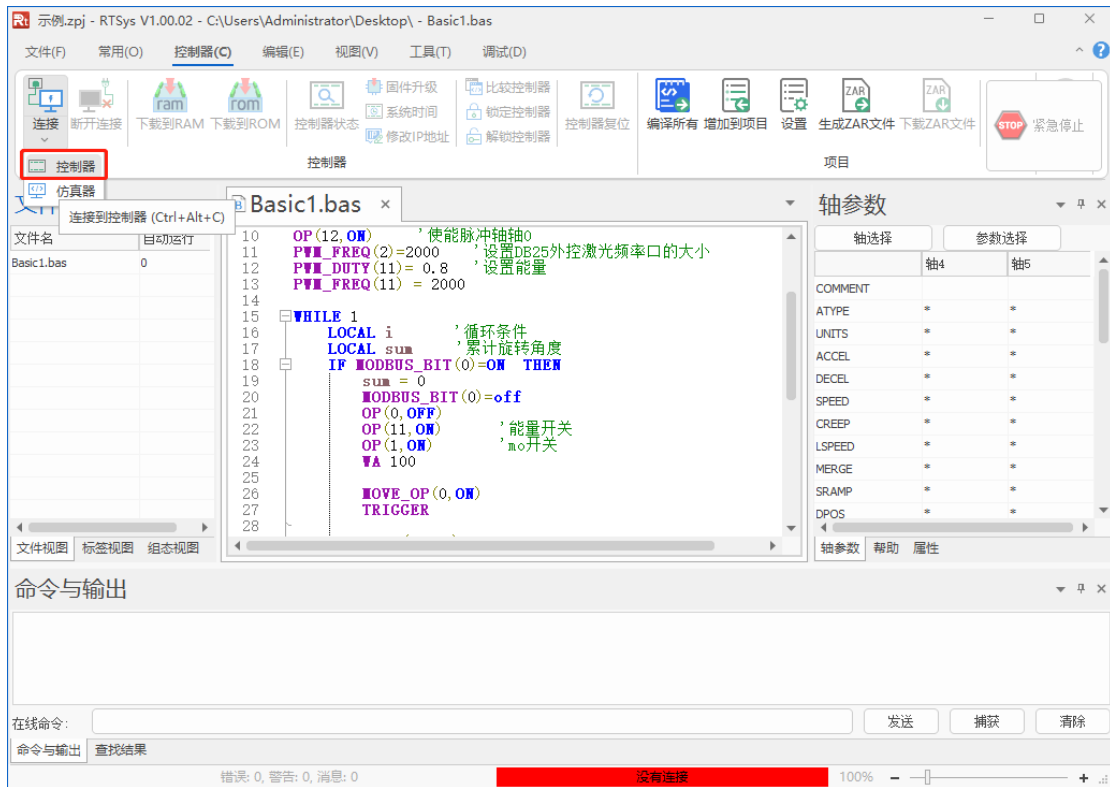 Rt 示例.zpj - RTSys V1.00.02 - C:\Users\Administrator\Desktop\ - Basic1.bas
文件(F) 常用(O) 控制器(C) 编辑(E) 视图(V) 工具(T) 调试(D)
连接 断开连接 ram 下载到RAM rom 下载到ROM 控制器状态 固件升级 系统时间 修改IP地址 比较控制器 锁定控制器 解锁控制器 控制器复位 编译所有 增加到项目 设置 ZAR 生成ZAR文件 ZAR 下载ZAR文件 STOP 紧急停止
控制器 项目
控制器
仿真器
连接到控制器 (Ctrl+Alt+C)
文件名 自动运行
Basic1.bas 0
文件视图 标签视图 组态视图
Basic1.bas ×
10 OP(12,ON) '使能脉冲轴轴0
11 PWM_FREQ(2)=2000 '设置DB25外控激光频率口的大小
12 PWM_DUTY(11)= 0.8 '设置能量
13 PWM_FREQ(11) = 2000
14
15 WHILE 1
16 LOCAL i '循环条件
17 LOCAL sum '累计旋转角度
18 IF MODBUS_BIT(0)=ON THEN
19 sum = 0
20 MODBUS_BIT(0)=off
21 OP(0,OFF)
22 OP(11,ON) '能量开关
23 OP(1,ON) 'mo开关
24 WA 100
25
26 MOVE_OP(0,ON)
27 TRIGGER
28
轴参数
轴选择 参数选择
轴4 轴5
COMMENT
ATYPE * *
UNITS * *
ACCEL * *
DECEL * *
SPEED * *
CREEP * *
LSPEED * *
MERGE * *
SRAMP * *
DPOS * *
轴参数 帮助 属性
命令与输出
在线命令: 发送 捕获 清除
命令与输出 查找结果
错误: 0, 警告: 0, 消息: 0 没有连接 100%